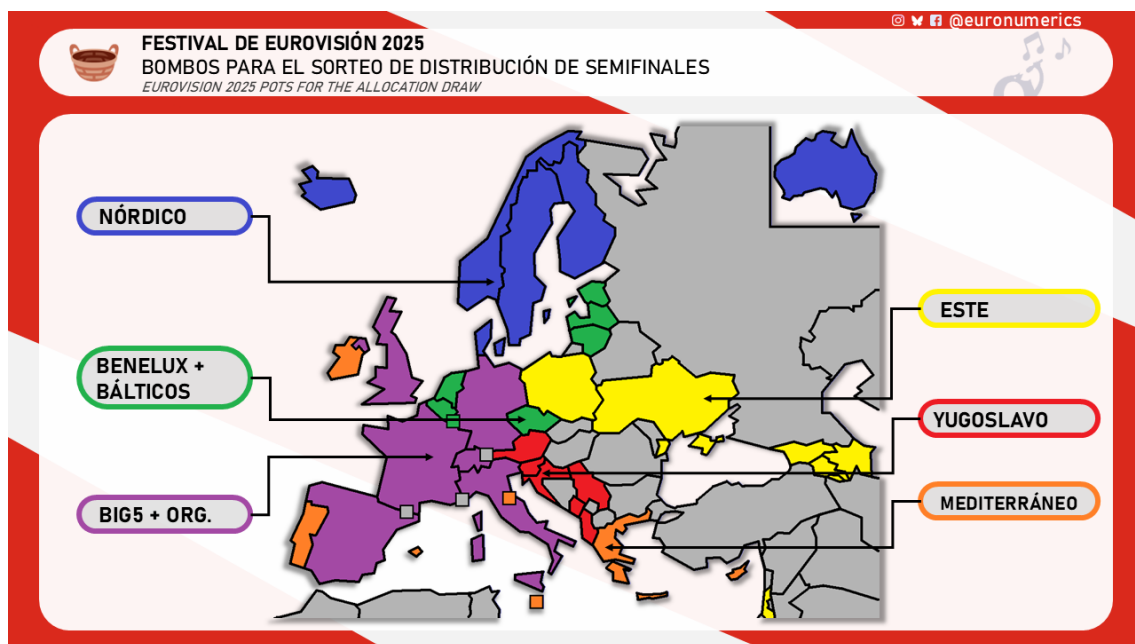 @euronumerics
FESTIVAL DE EUROVISIÓN 2025
BOMBOS PARA EL SORTEO DE DISTRIBUCIÓN DE SEMIFINALES
EUROVISION 2025 POTS FOR THE ALLOCATION DRAW
NÓRDICO
BENELUX +
BÁLTICOS
BIG5 + ORG.
ESTE
YUGOSLAVO
MEDITERRÁNEO